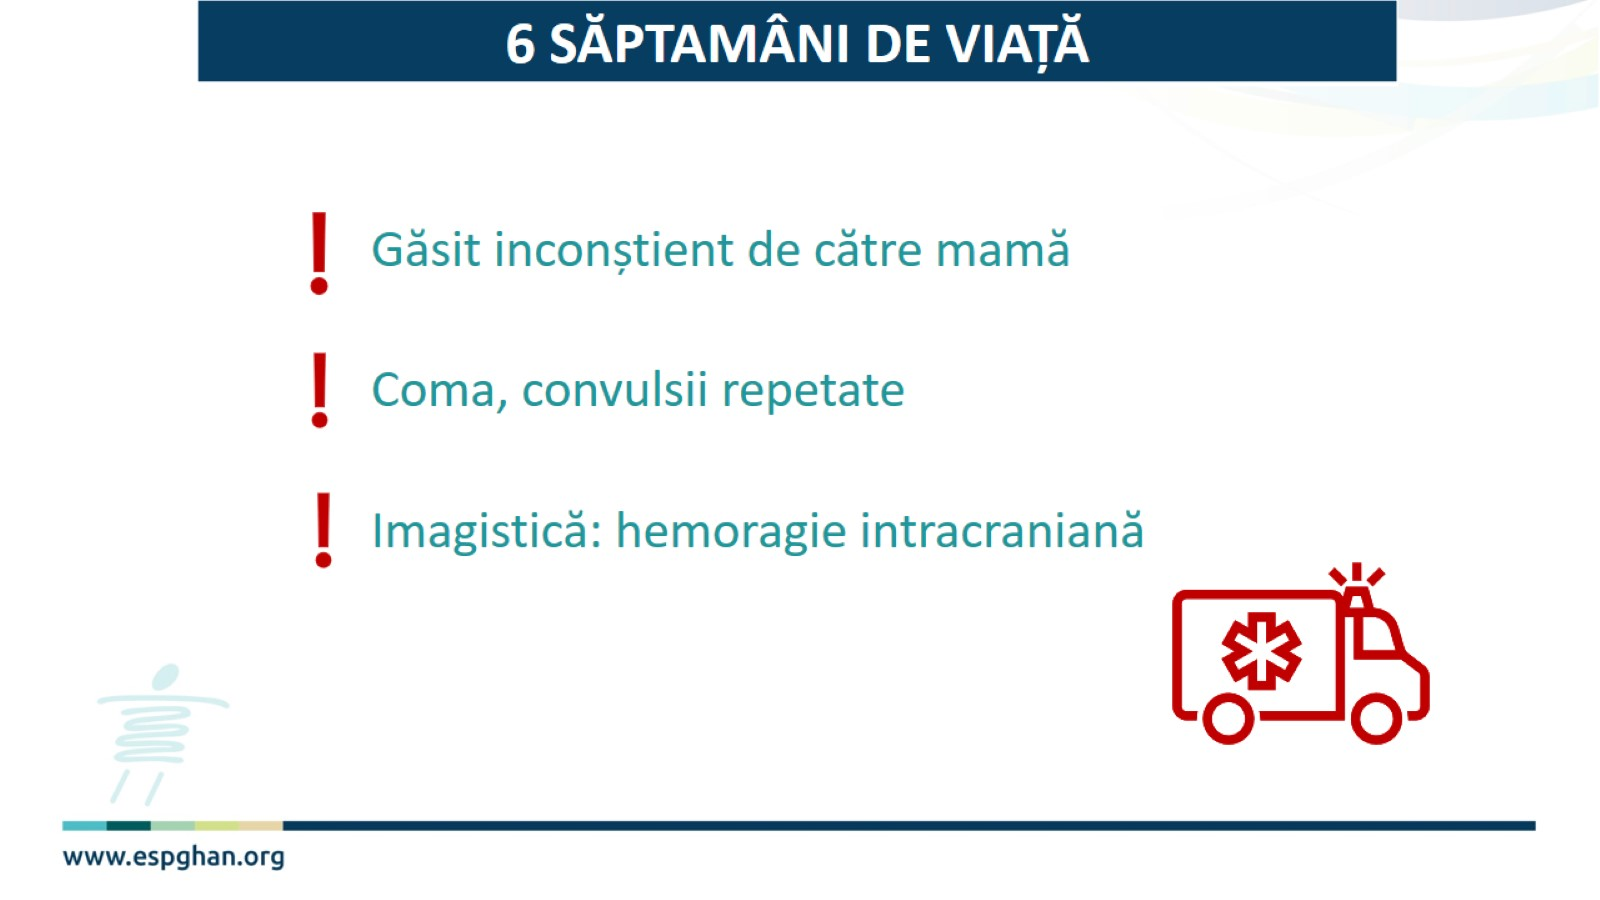 6 SĂPTAMÂNI DE VIAȚĂ
Găsit inconștient de către mamă
Coma, convulsii repetate
Imagistică: hemoragie intracraniană
www.espghan.org